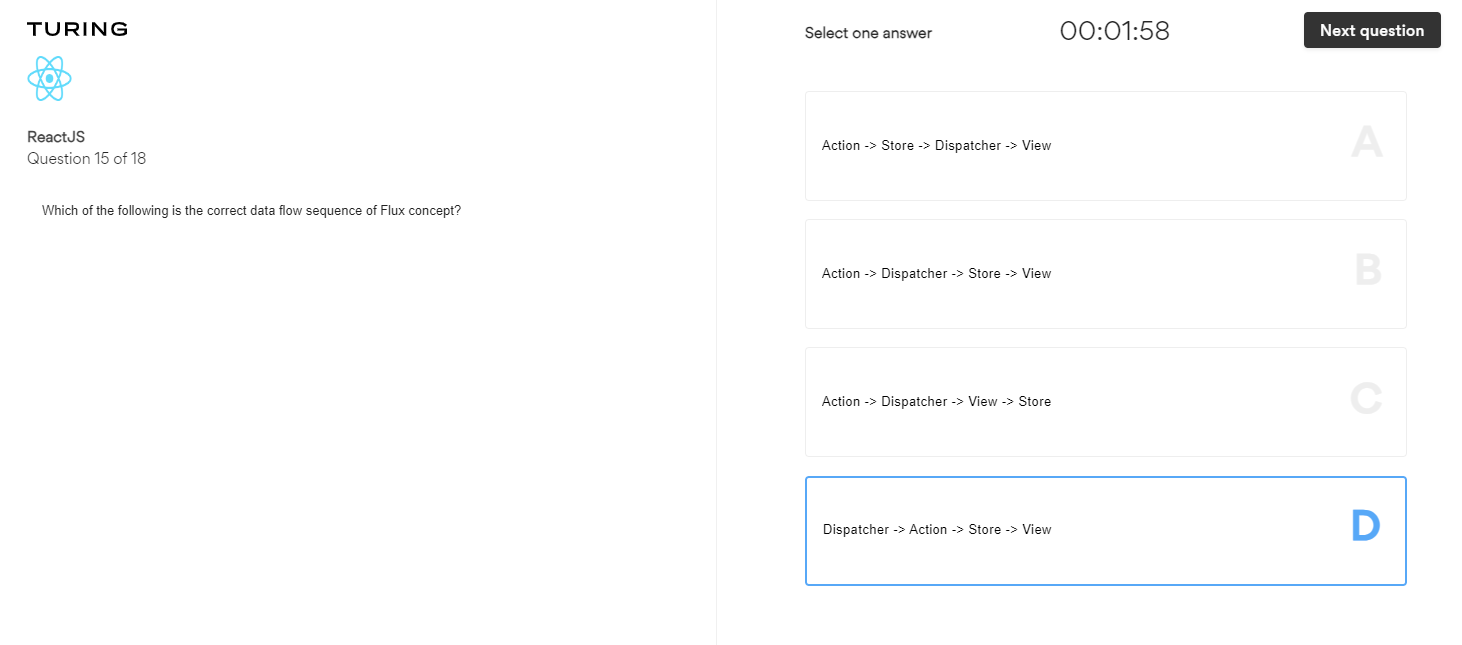 TURING
ReactJS
Question 15 of 18
Which of the following is the correct data flow sequence of Flux concept?
Select one answer
00:01:58
Next question
Action -> Store -> Dispatcher -> View
A
Action -> Dispatcher -> Store -> View
B
Action -> Dispatcher -> View -> Store
C
Dispatcher -> Action -> Store -> View
D